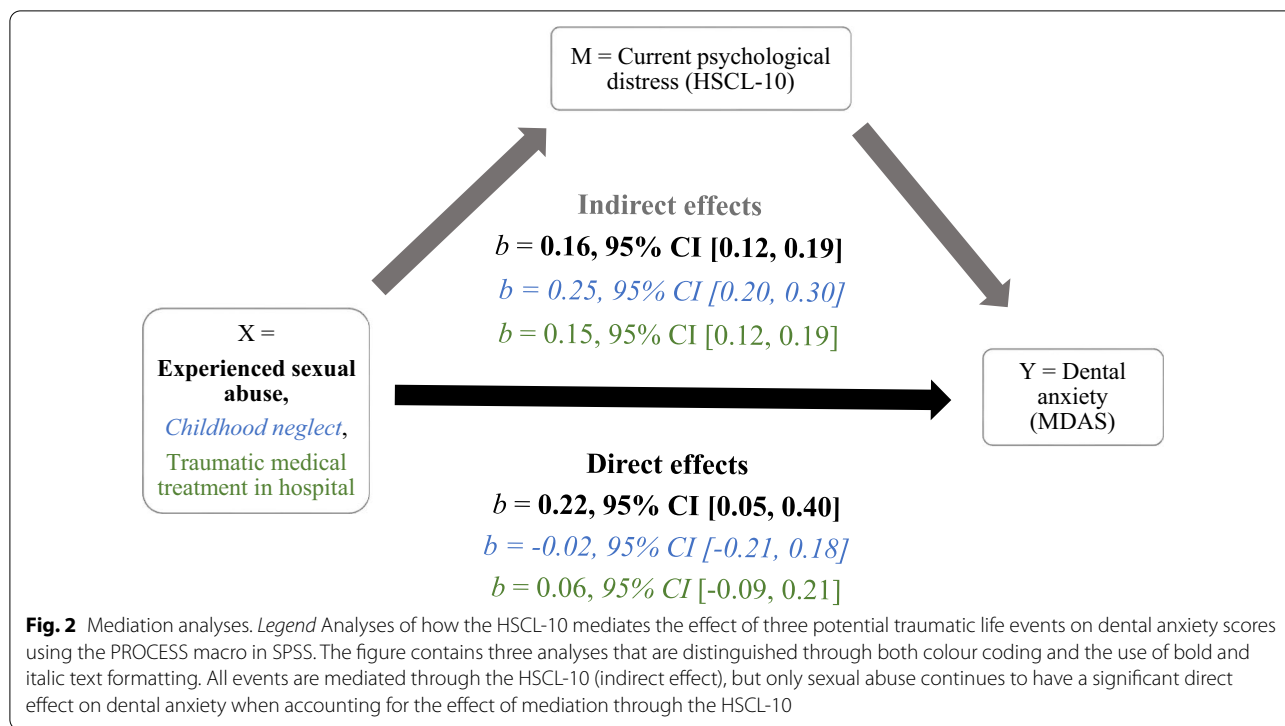 M = Current psychological
distress (HSCL-10)
Indirect effects
b = 0.16, 95% CI [0.12, 0.19]
b = 0.25, 95% CI [0.20, 0.30]
b = 0.15, 95% CI [0.12, 0.19]
X =
Experienced sexual
abuse,
Childhood neglect,
Traumatic medical
treatment in hospital
Y = Dental
anxiety
(MDAS)
Direct effects
b = 0.22, 95% CI [0.05, 0.40]
b = -0.02, 95% CI [-0.21, 0.18]
b = 0.06, 95% CI [-0.09, 0.21]
Fig. 2 Mediation analyses. Legend Analyses of how the HSCL-10 mediates the effect of three potential traumatic life events on dental anxiety scores
using the PROCESS macro in SPSS. The figure contains three analyses that are distinguished through both colour coding and the use of bold and
italic text formatting. All events are mediated through the HSCL-10 (indirect effect), but only sexual abuse continues to have a significant direct
effect on dental anxiety when accounting for the effect of mediation through the HSCL-10